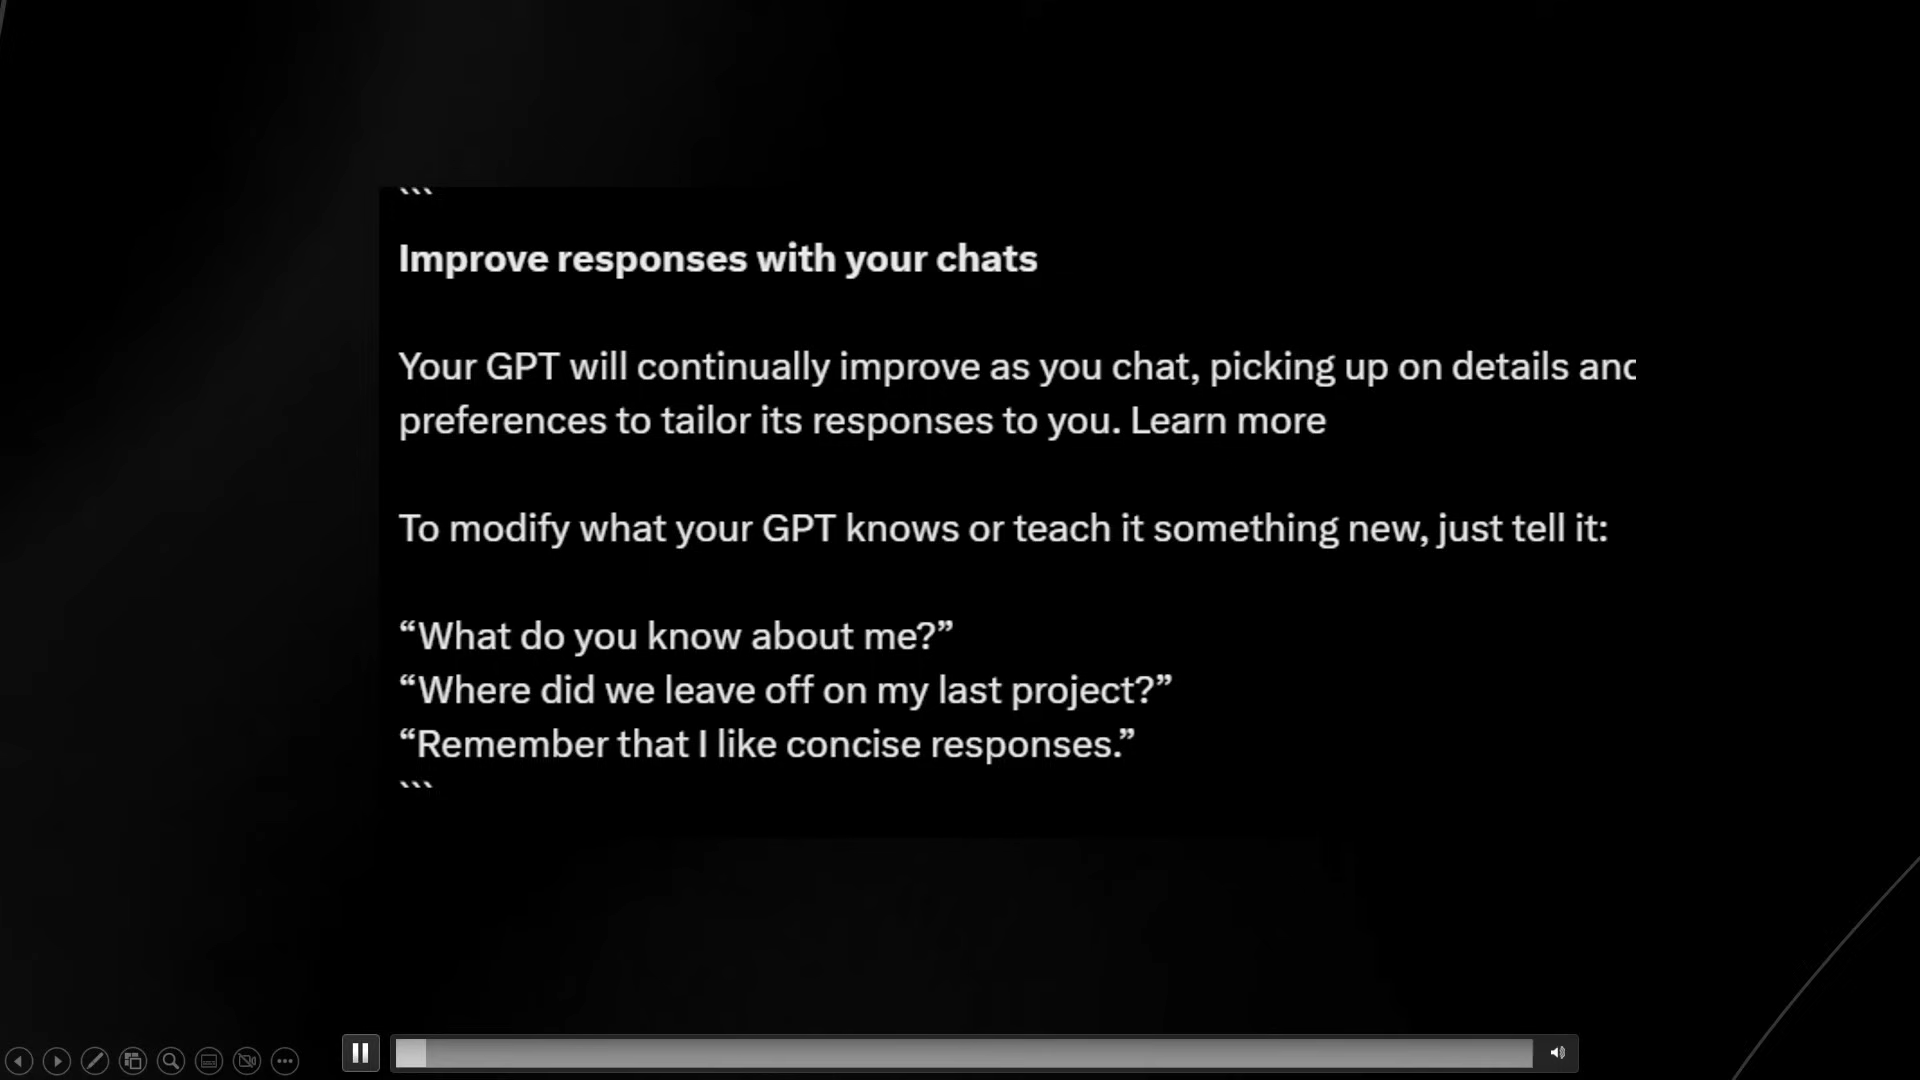 ```
Improve responses with your chats
Your GPT will continually improve as you chat, picking up on details and
preferences to tailor its responses to you. Learn more
To modify what your GPT knows or teach it something new, just tell it:
“What do you know about me?”
“Where did we leave off on my last project?”
“Remember that I like concise responses.”
```